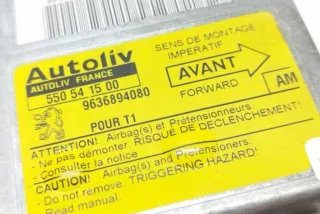 Autoliv
AUTOLIV FRANCE
550 54 15 00
9636894080
SENS DE MONTAGE
IMPERATIF
AVANT
FORWARD
AM
POUR T1
ATTENTION! Airbag(s) et Prétensionneurs.
- Ne pas démonter. RISQUE DE DECLENCHEMENT!
- Consulter la notice
CAUTION! Airbag(s) and Pretensioners.
- Do not remove. TRIGGERING HAZARD!
- Read manual.